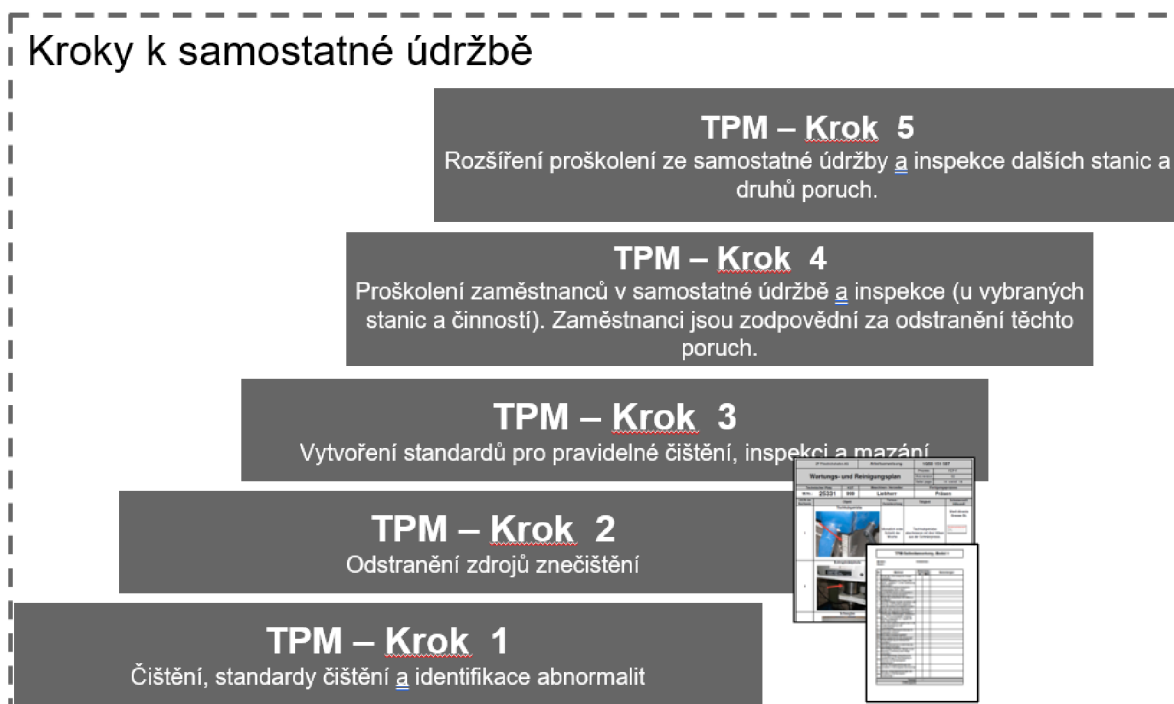 Kroky k samostatné údržbě
TPM – Krok 5
Rozšíření proškolení ze samostatné údržby a inspekce dalších stanic a
druhů poruch.
TPM – Krok 4
Proškolení zaměstnanců v samostatné údržbě a inspekce (u vybraných
stanic a činností). Zaměstnanci jsou zodpovědní za odstranění těchto
poruch.
TPM – Krok 3
Vytvoření standardů pro pravidelné čištění, inspekci a mazání
Wartungs- und Reinigungsplan
25331
Liebherr
Fräsen
TPM – Krok 2
Odstranění zdrojů znečištění
TPM – Krok 1
Čištění, standardy čištění a identifikace abnormalit